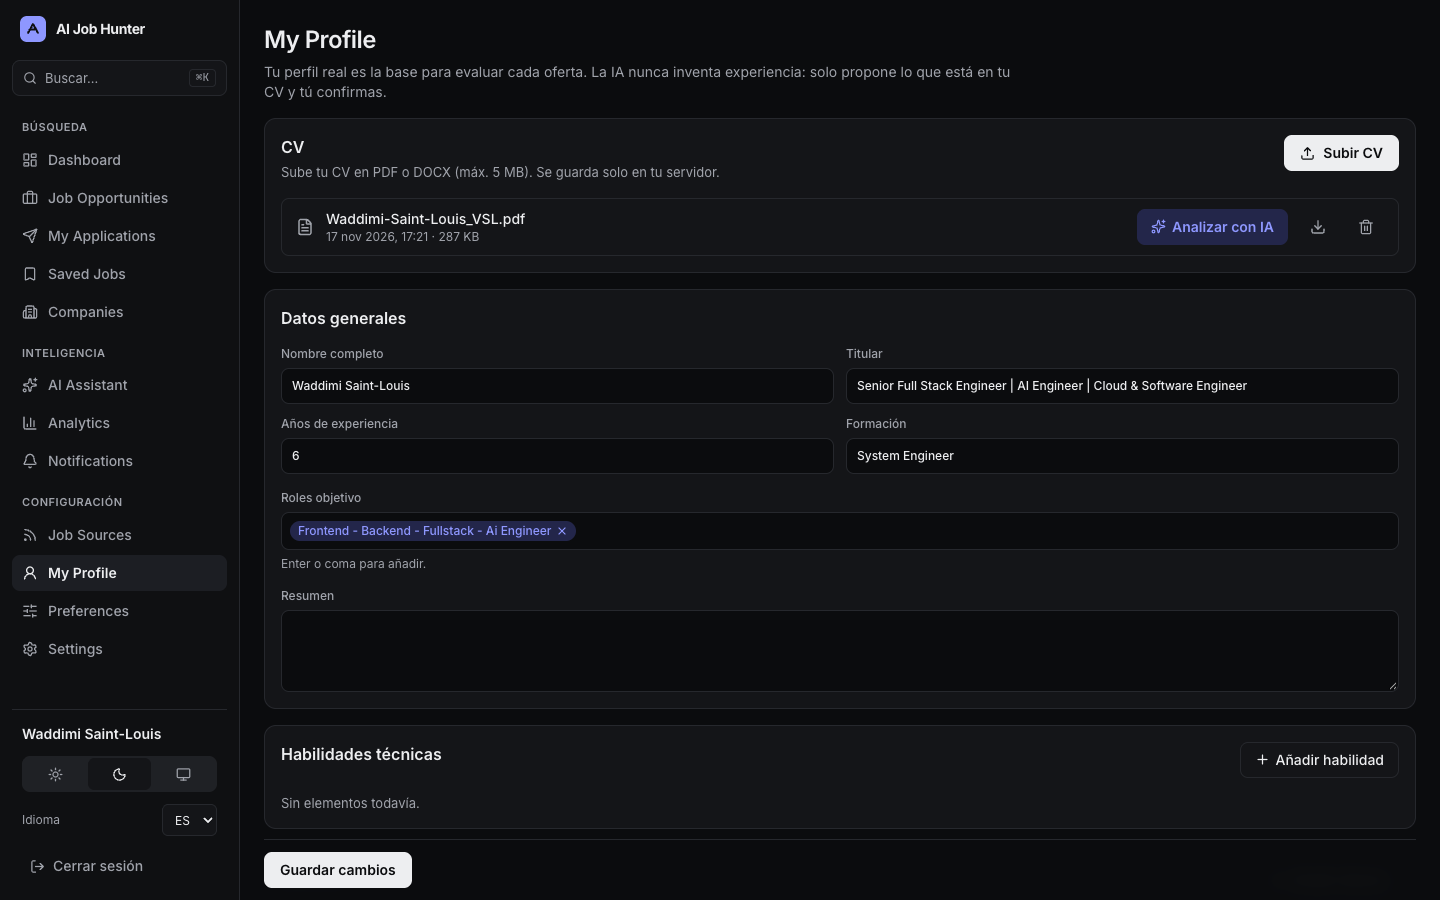 AI Job Hunter
Buscar...
⌘K
BÚSQUEDA
Dashboard
Job Opportunities
My Applications
Saved Jobs
Companies
INTELIGENCIA
AI Assistant
Analytics
Notifications
CONFIGURACIÓN
Job Sources
My Profile
Preferences
Settings
Waddimi Saint-Louis
Idioma
ES
Cerrar sesión
My Profile
Tu perfil real es la base para evaluar cada oferta. La IA nunca inventa experiencia: solo propone lo que está en tu
CV y tú confirmas.
CV
Sube tu CV en PDF o DOCX (máx. 5 MB). Se guarda solo en tu servidor.
Subir CV
Waddimi-Saint-Louis_VSL.pdf
17 nov 2026, 17:21 · 287 KB
Analizar con IA
Datos generales
Nombre completo
Waddimi Saint-Louis
Titular
Senior Full Stack Engineer | AI Engineer | Cloud & Software Engineer
Años de experiencia
6
Formación
System Engineer
Roles objetivo
Frontend - Backend - Fullstack - Ai Engineer
Enter o coma para añadir.
Resumen
Habilidades técnicas
Añadir habilidad
Sin elementos todavía.
Guardar cambios